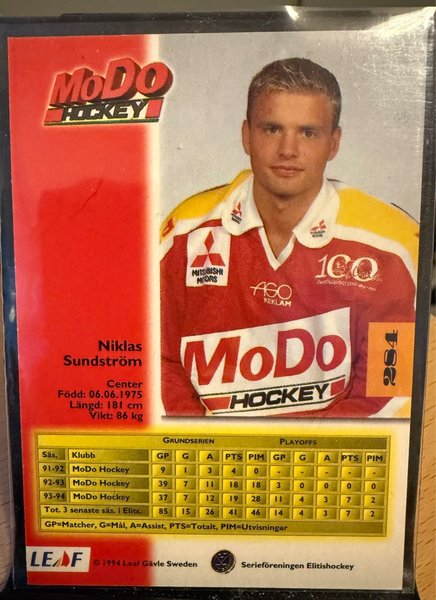 MoDo
HOCKEY
MITSUBISHI
MOTORS
AGO
REKLAM
100
MoDo
HOCKEY
284
Niklas
Sundström
Center
Född: 06.06.1975
Längd: 181 cm
Vikt: 86 kg
GRUNDSERIEN PLAYOFFS
Säs. Klubb GP G A PTS PIM GP G A PTS PIM
91-92 MoDo Hockey 9 1 3 4 0 - - - - -
92-93 MoDo Hockey 39 7 11 18 18 3 0 0 0 0
93-94 MoDo Hockey 37 7 12 19 28 11 4 3 7 2
Tot. 3 senaste säs. i Elits. 85 15 26 41 46 14 4 3 7 2
GP=Matcher, G=Mål, A=Assist, PTS=Totalt, PIM=Utvisningar
LEAF
© 1994 Leaf Gävle Sweden
Serieföreningen Elitishockey